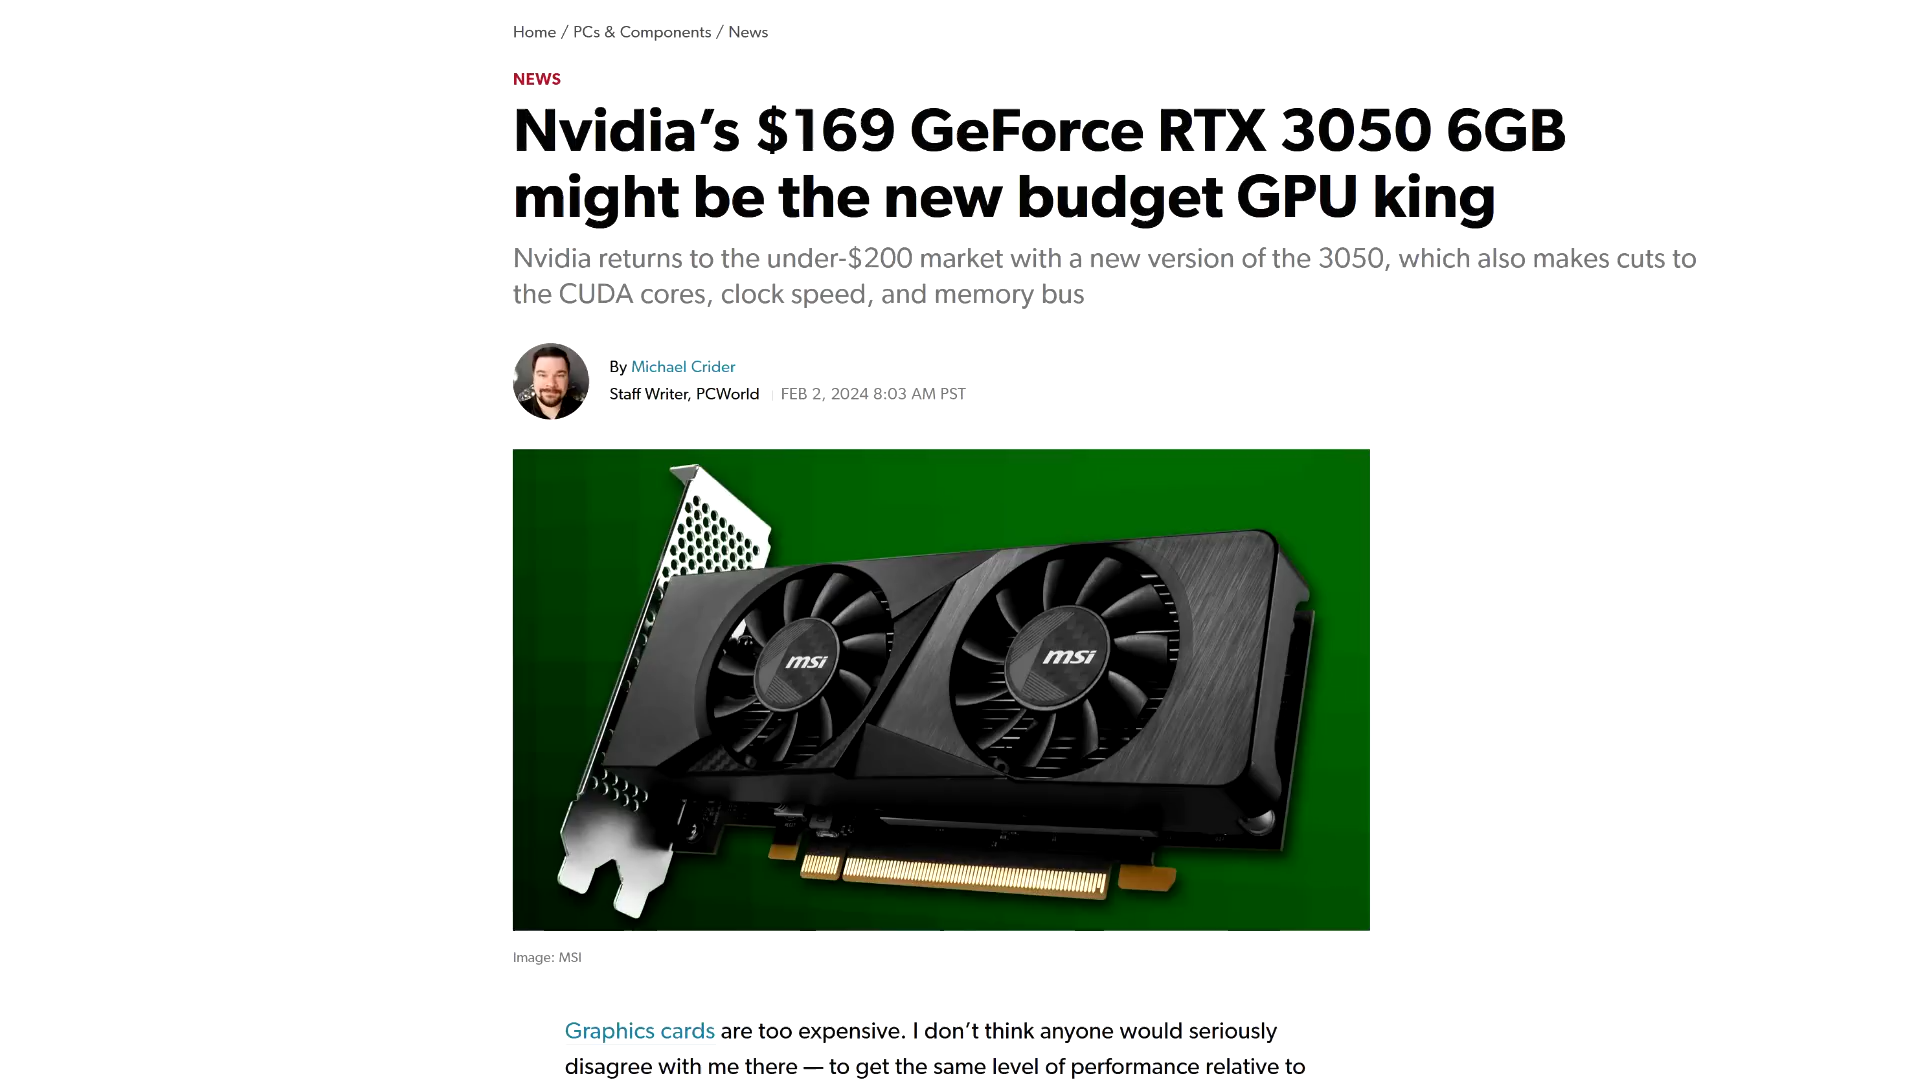 Home / PCs & Components / News
NEWS
Nvidia’s $169 GeForce RTX 3050 6GB
might be the new budget GPU king
Nvidia returns to the under-$200 market with a new version of the 3050, which also makes cuts to
the CUDA cores, clock speed, and memory bus
By Michael Crider
Staff Writer, PCWorld | FEB 2, 2024 8:03 AM PST
msi
msi
Image: MSI
Graphics cards are too expensive. I don’t think anyone would seriously
disagree with me there — to get the same level of performance relative to